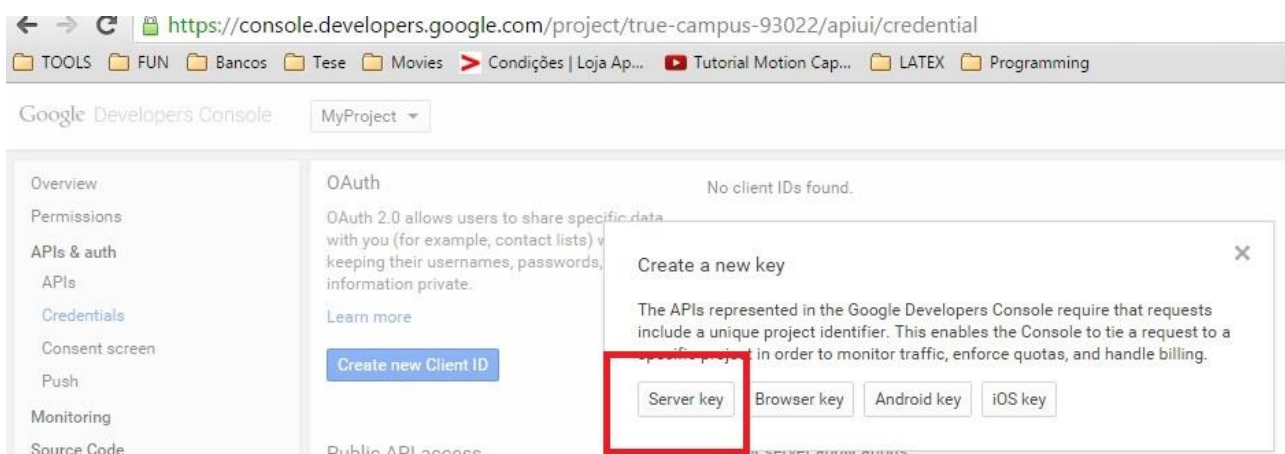 https://console.developers.google.com/project/true-campus-93022/apiui/credential
TOOLS FUN Bancos Tese Movies Condições | Loja Ap... Tutorial Motion Cap... LATEX Programming
Google Developers Console MyProject
Overview
Permissions
APIs & auth
APIs
Credentials
Consent screen
Push
Monitoring
Source Code
OAuth
OAuth 2.0 allows users to share specific data
with you (for example, contact lists)
keeping their usernames, passwords,
information private.
Learn more
Create new Client ID
Public API access
No client IDs found.
Create a new key
The APIs represented in the Google Developers Console require that requests
include a unique project identifier. This enables the Console to tie a request to a
specific project in order to monitor traffic, enforce quotas, and handle billing.
Server key Browser key Android key iOS key
server applications